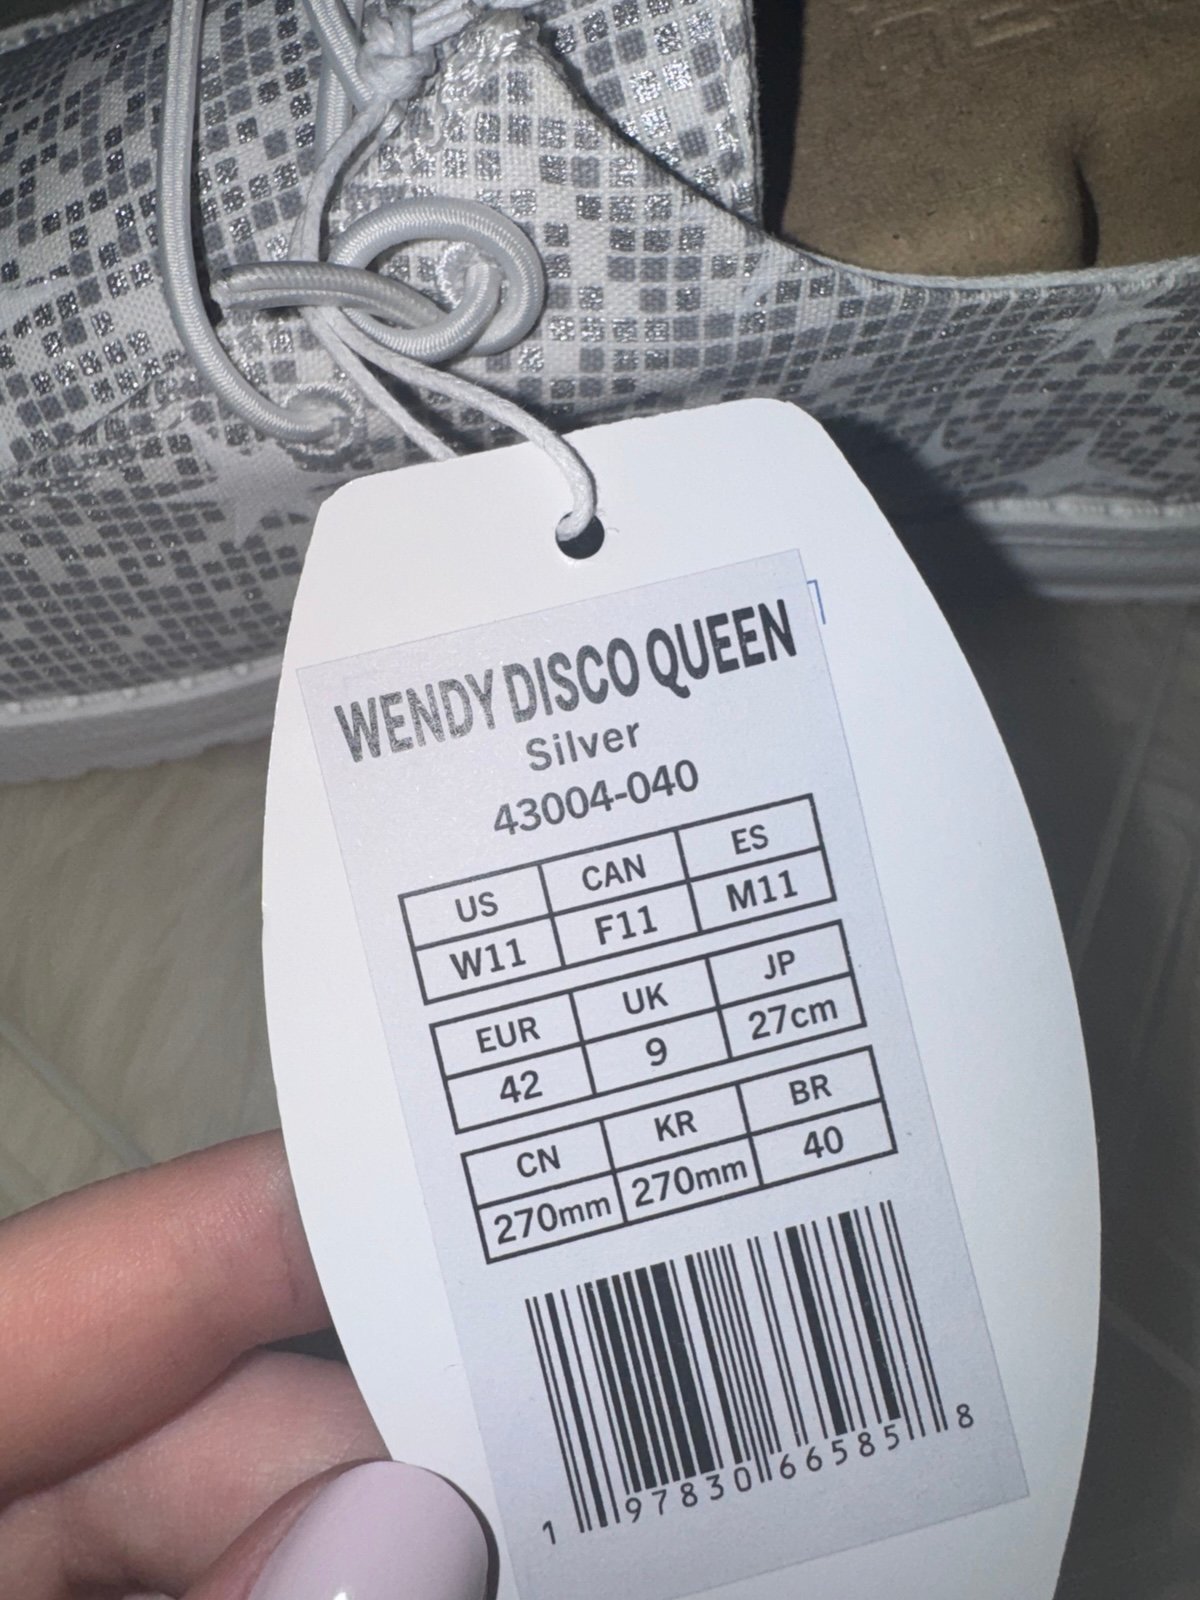 WENDY DISCO QUEEN
Silver
43004-040
US CAN ES
W11 F11 M11
EUR UK JP
42 9 27cm
CN KR BR
270mm 270mm 40
1 97830 66585 8